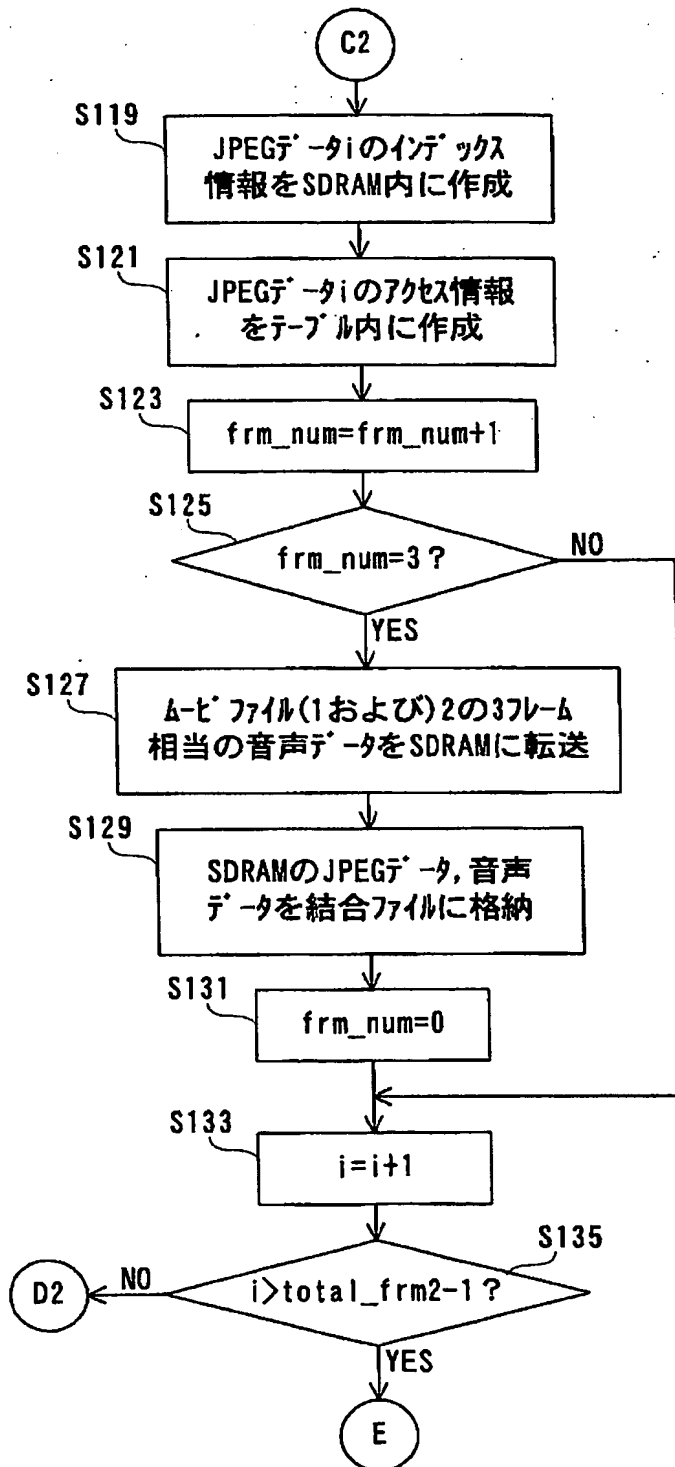 C2
S119
JPEGデータiのインデックス
情報をSDRAM内に作成
S121
JPEGデータiのアクセス情報
をテーブル内に作成
S123
frm_num=frm_num+1
S125
frm_num=3?
NO
YES
S127
ムービファイル(1および)2の3フレーム
相当の音声データをSDRAMに転送
S129
SDRAMのJPEGデータ,音声
データを結合ファイルに格納
S131
frm_num=0
S133
i=i+1
S135
i>total_frm2-1?
NO
D2
YES
E